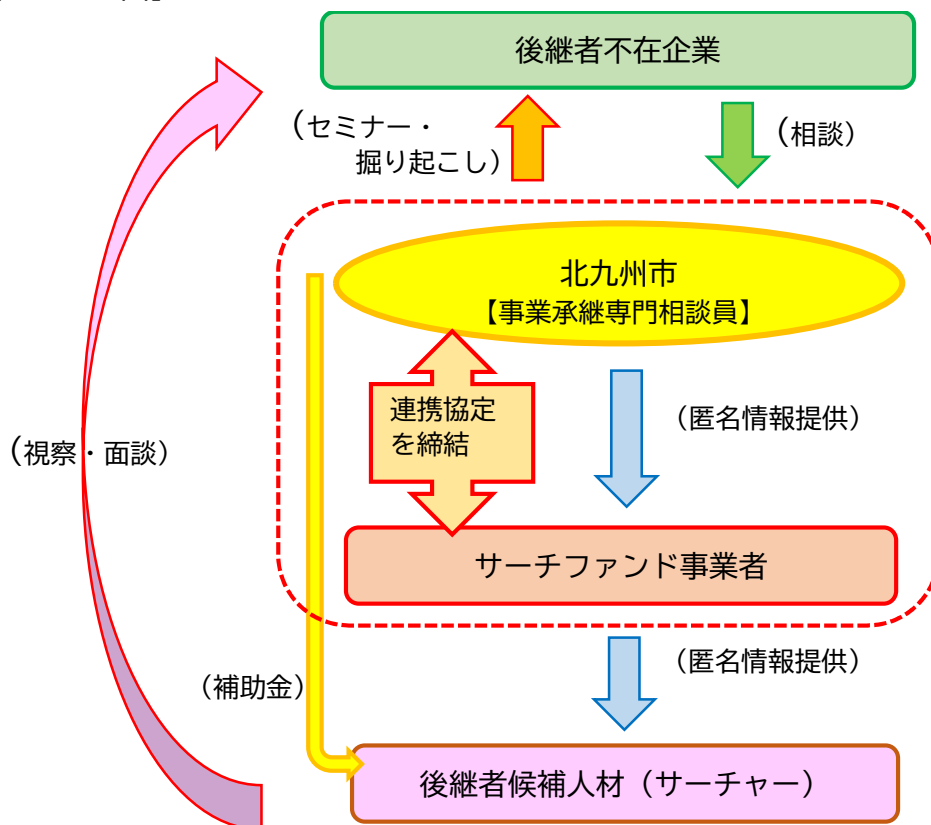 後継者不在企業
（セミナー・
掘り起こし）
（相談）
北九州市
【事業承継専門相談員】
連携協定
を締結
（匿名情報提供）
（視察・面談）
サーチファンド事業者
（匿名情報提供）
（補助金）
後継者候補人材（サーチャー）